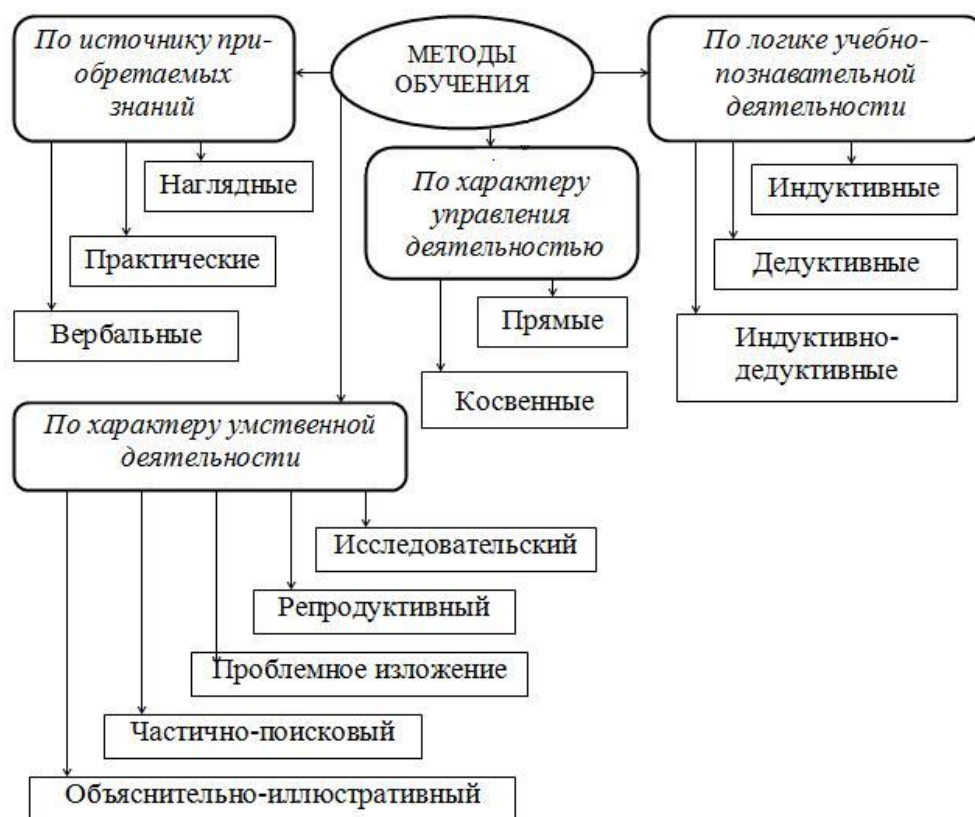 По источнику при-
обретаемых
знаний
МЕТОДЫ
ОБУЧЕНИЯ
По логике учебно-
познавательной
деятельности
Наглядные
Практические
Вербальные
По характеру
управления
деятельностью
Прямые
Косвенные
Индуктивные
Дедуктивные
Индуктивно-
дедуктивные
По характеру умственной
деятельности
Исследовательский
Репродуктивный
Проблемное изложение
Частично-поисковый
Объяснительно-иллюстративный